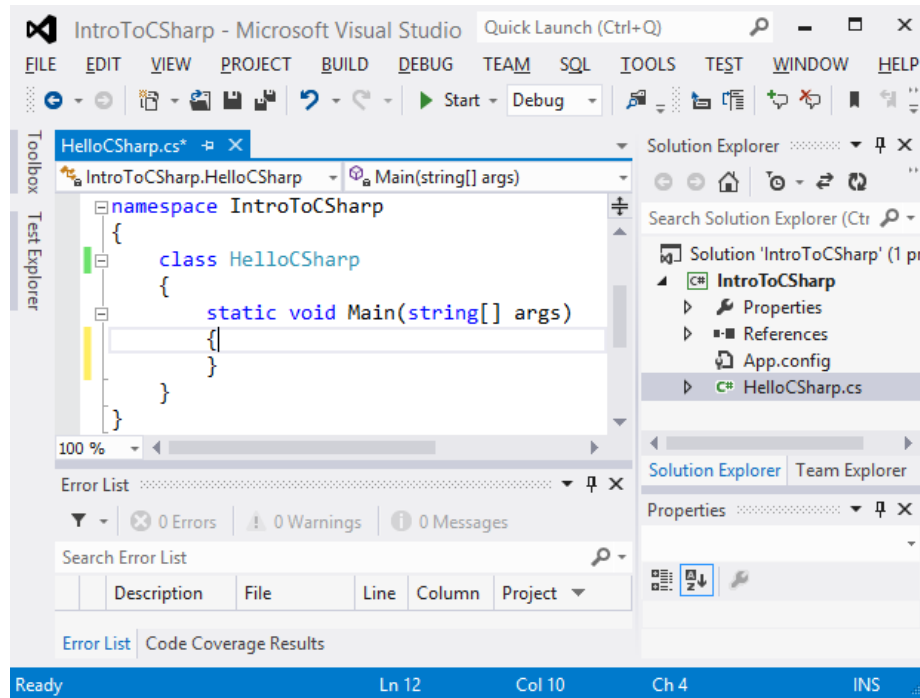 IntroToCSharp - Microsoft Visual Studio Quick Launch (Ctrl+Q)
FILE EDIT VIEW PROJECT BUILD DEBUG TEAM SQL TOOLS TEST WINDOW HELP
Start Debug
Toolbox
Test Explorer
HelloCSharp.cs*
IntroToCSharp.HelloCSharp Main(string[] args)
namespace IntroToCSharp
{
class HelloCSharp
{
static void Main(string[] args)
{
}
}
}
100 %
Error List
0 Errors 0 Warnings 0 Messages
Search Error List
Description File Line Column Project
Error List Code Coverage Results
Solution Explorer
Search Solution Explorer (Ctr
Solution 'IntroToCSharp' (1 pr
C# IntroToCSharp
Properties
References
App.config
C# HelloCSharp.cs
Solution Explorer Team Explorer
Properties
Ready Ln 12 Col 10 Ch 4 INS